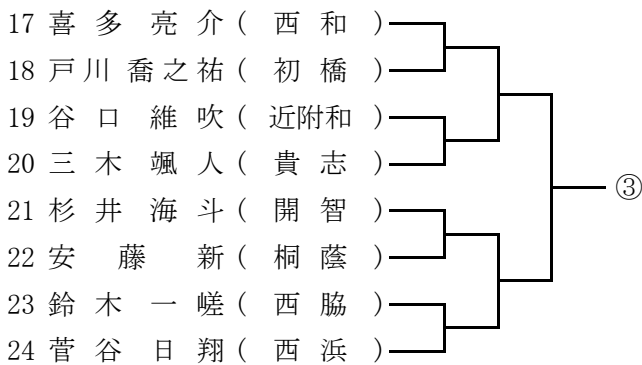 17 喜多 亮介 ( 西和 )
18 戸川 喬之祐 ( 初橋 )
19 谷口 維吹 ( 近附和 )
20 三木 颯人 ( 貴志 )
③
21 杉井 海斗 ( 開智 )
22 安藤 新 ( 桐蔭 )
23 鈴木 一嵯 ( 西脇 )
24 菅谷 日翔 ( 西浜 )